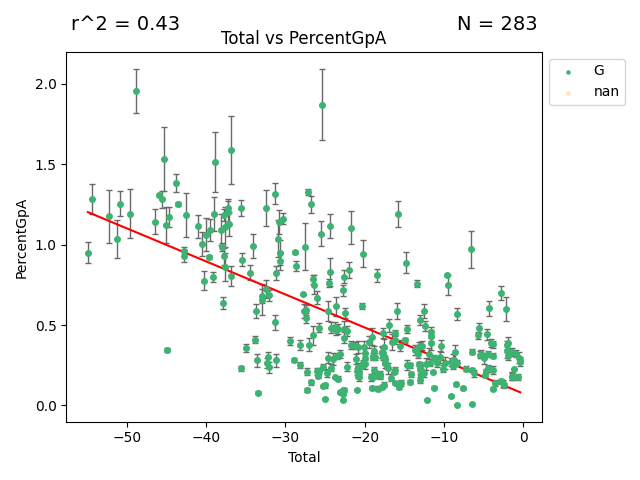 r^2 = 0.43
N = 283
Total vs PercentGpA
G
nan
PercentGpA
2.0
1.5
1.0
0.5
0.0
−50
−40
−30
−20
−10
0
Total